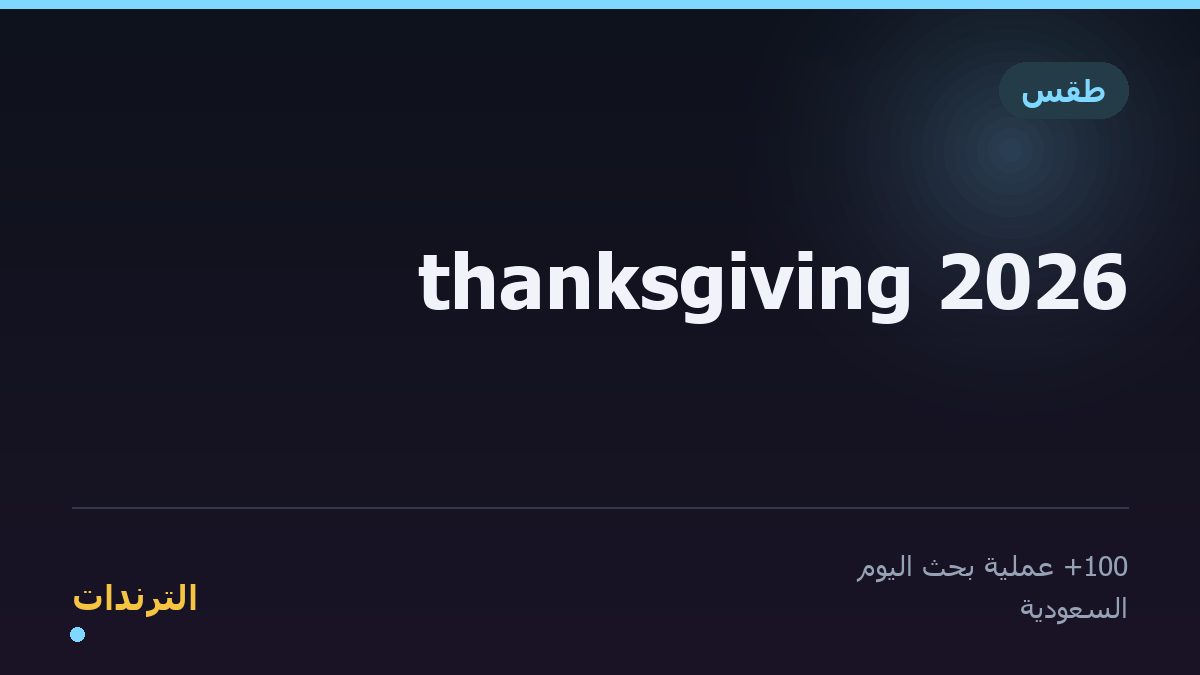 طقس
thanksgiving 2026
100+ عملية بحث اليوم
السعودية
الترندات